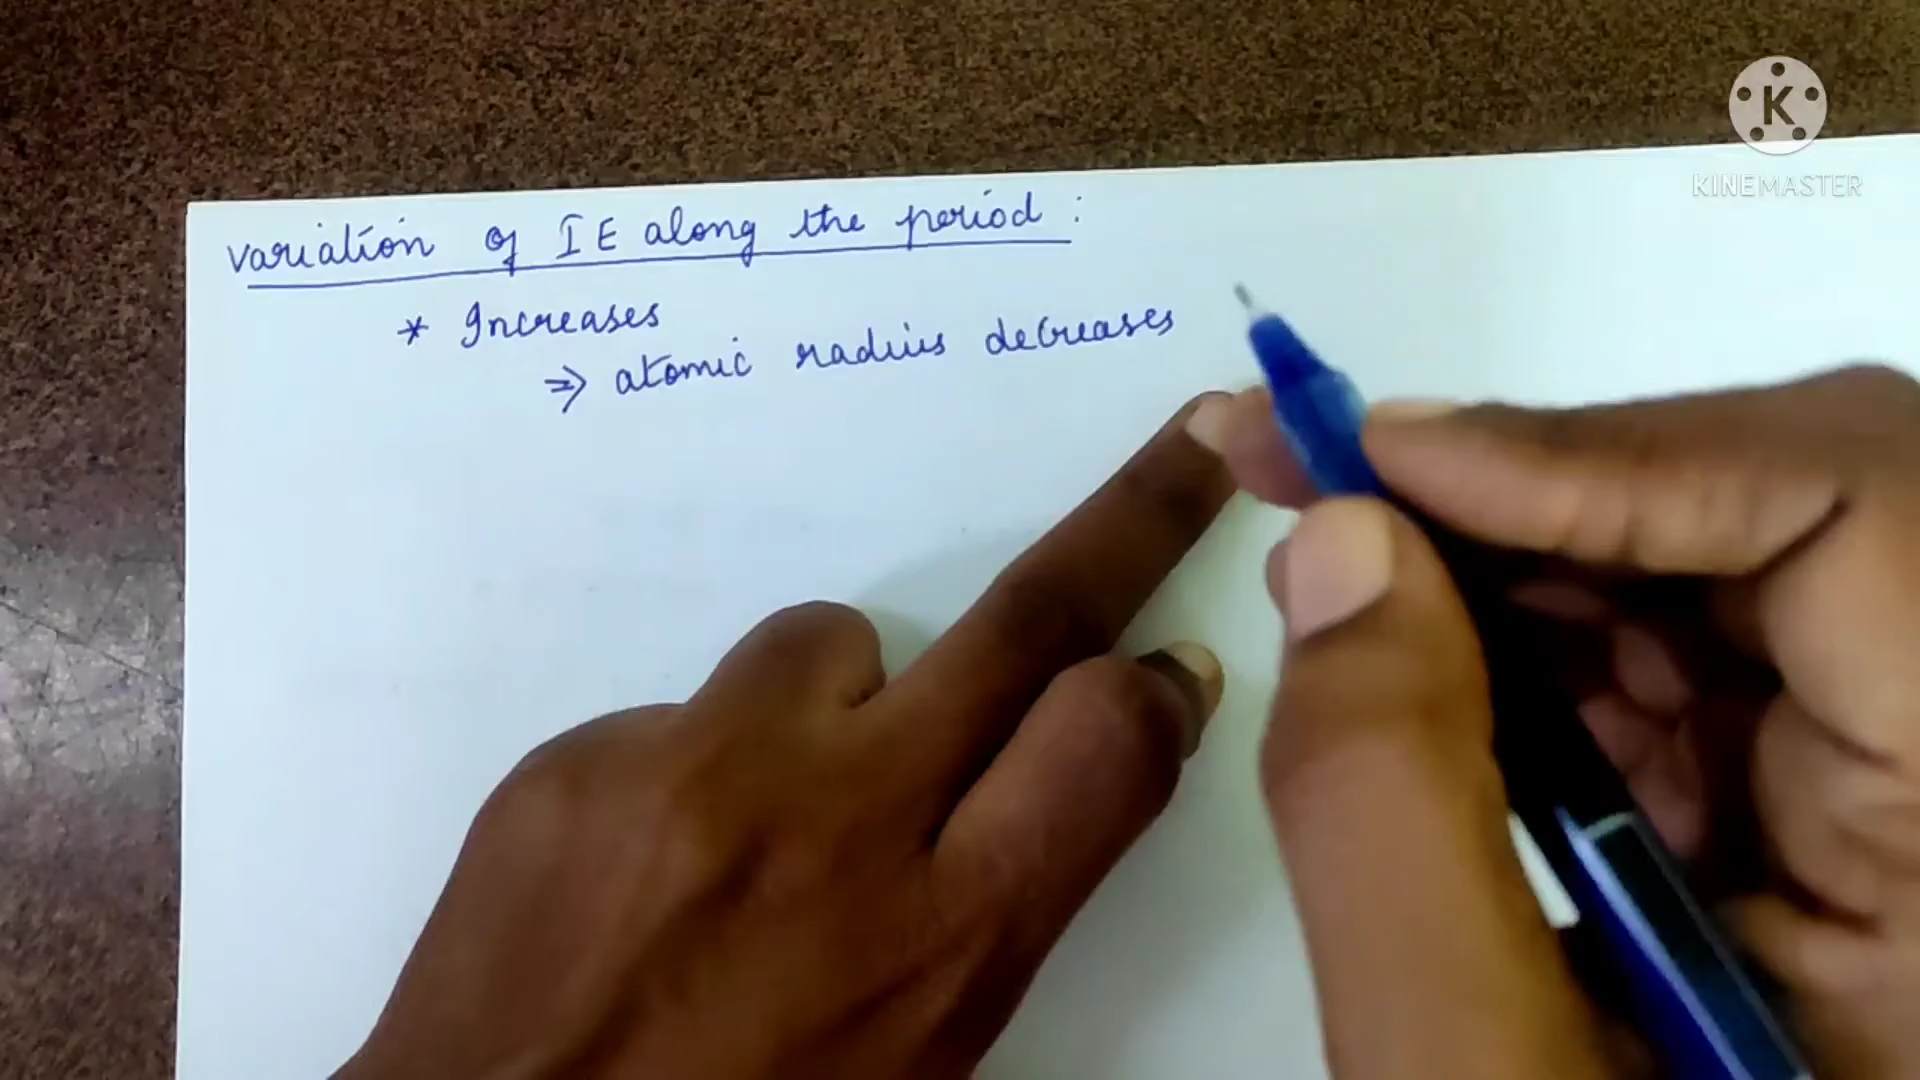 variation of IE along the period :
* Increases
⇒ atomic radius decreases
K
KINEMASTER